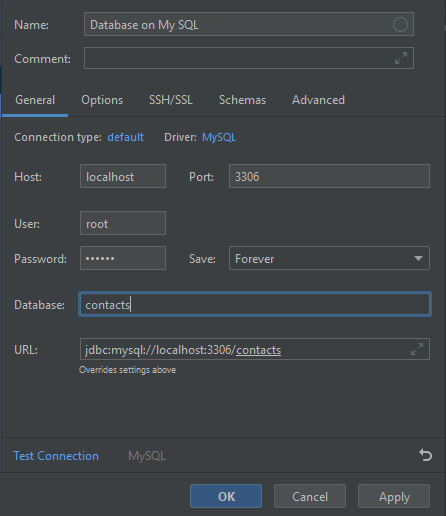 Name: Database on My SQL
Comment:
General Options SSH/SSL Schemas Advanced
Connection type: default Driver: MySQL
Host: localhost Port: 3306
User: root
Password: •••••• Save: Forever
Database: contacts
URL: jdbc:mysql://localhost:3306/contacts
Overrides settings above
Test Connection MySQL
OK Cancel Apply